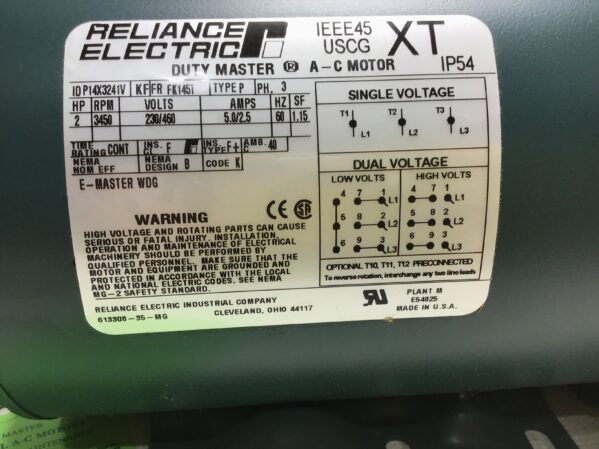 RELIANCE
ELECTRIC
IEEE45
USCG
XT
IP54
DUTY MASTER ® A-C MOTOR
ID P14X3241V KF/FR FK145T TYPE P PH. 3
HP RPM VOLTS AMPS HZ SF
2 3450 230/460 5.0/2.5 60 1.15
TIME RATING CONT INS. CL F INS. TYPE F+ AMB. 40
NEMA NOM EFF NEMA DESIGN B CODE K
E-MASTER WDG
WARNING
CE
HIGH VOLTAGE AND ROTATING PARTS CAN CAUSE
SERIOUS OR FATAL INJURY. INSTALLATION,
OPERATION AND MAINTENANCE OF ELECTRICAL
MACHINERY SHOULD BE PERFORMED BY
QUALIFIED PERSONNEL. MAKE SURE THAT THE
MOTOR AND EQUIPMENT ARE GROUNDED AND
PROTECTED IN ACCORDANCE WITH THE LOCAL
AND NATIONAL ELECTRIC CODES. SEE NEMA
MG-2 SAFETY STANDARD.
RELIANCE ELECTRIC INDUSTRIAL COMPANY
613308-35-MG CLEVELAND, OHIO 44117
SINGLE VOLTAGE
T1 T2 T3
L1 L2 L3
DUAL VOLTAGE
LOW VOLTS HIGH VOLTS
4 7 1 L1 4 7 1 L1
5 8 2 L2 5 8 2 L2
6 9 3 L3 6 9 3 L3
OPTIONAL T10, T11, T12 PRECONNECTED
To reverse rotation, interchange any two line leads
PLANT M
E54825
MADE IN U.S.A.
MASTER
A-C MOTORS